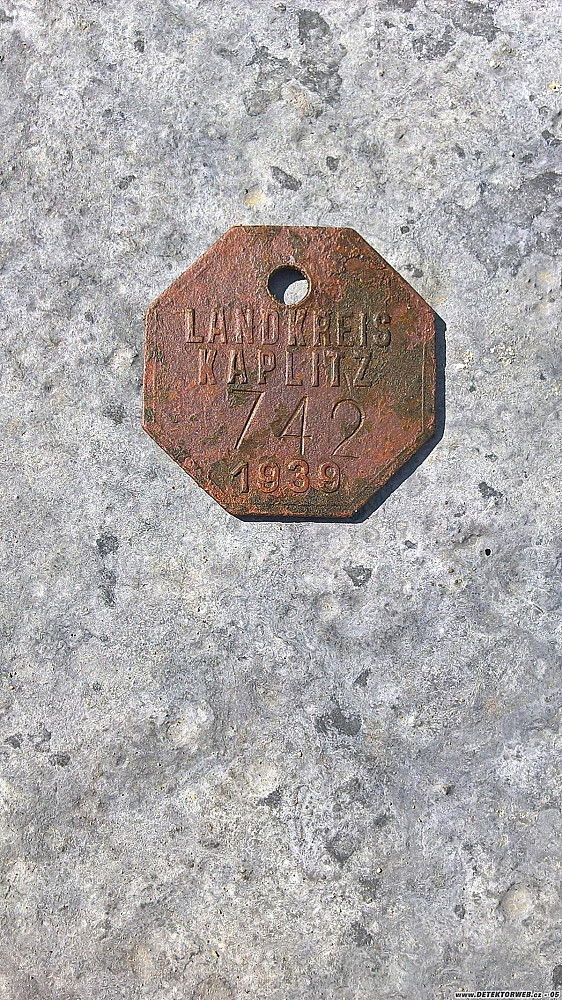 LANDKREIS
KAPLITZ
742
1939
www.DETEKTORWEB.cz - 05